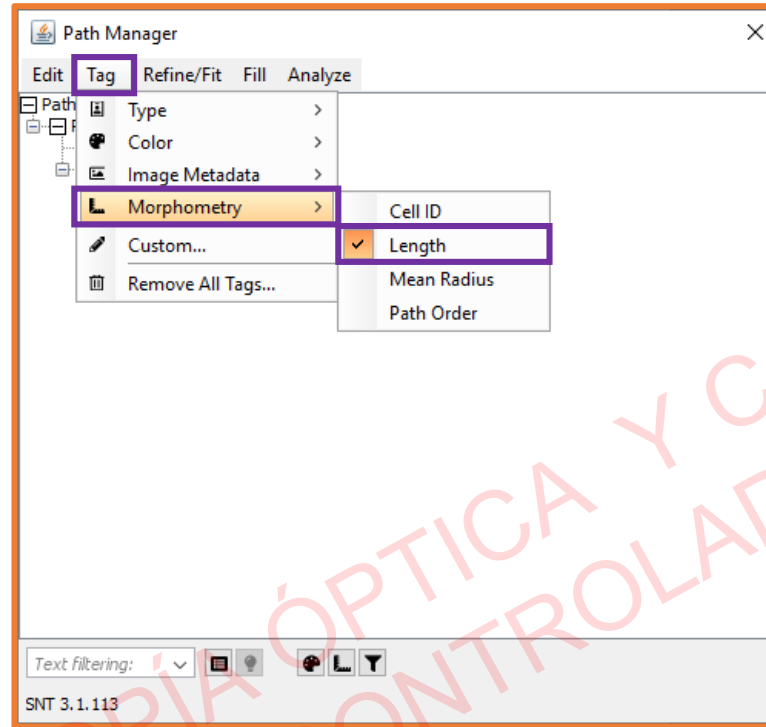 Path Manager
Edit Tag Refine/Fit Fill Analyze
Path
Type
Color
Image Metadata
Morphometry
Cell ID
Custom...
Length
Remove All Tags...
Mean Radius
Path Order
Text filtering:
SNT 3.1.113
ÓPTICA Y